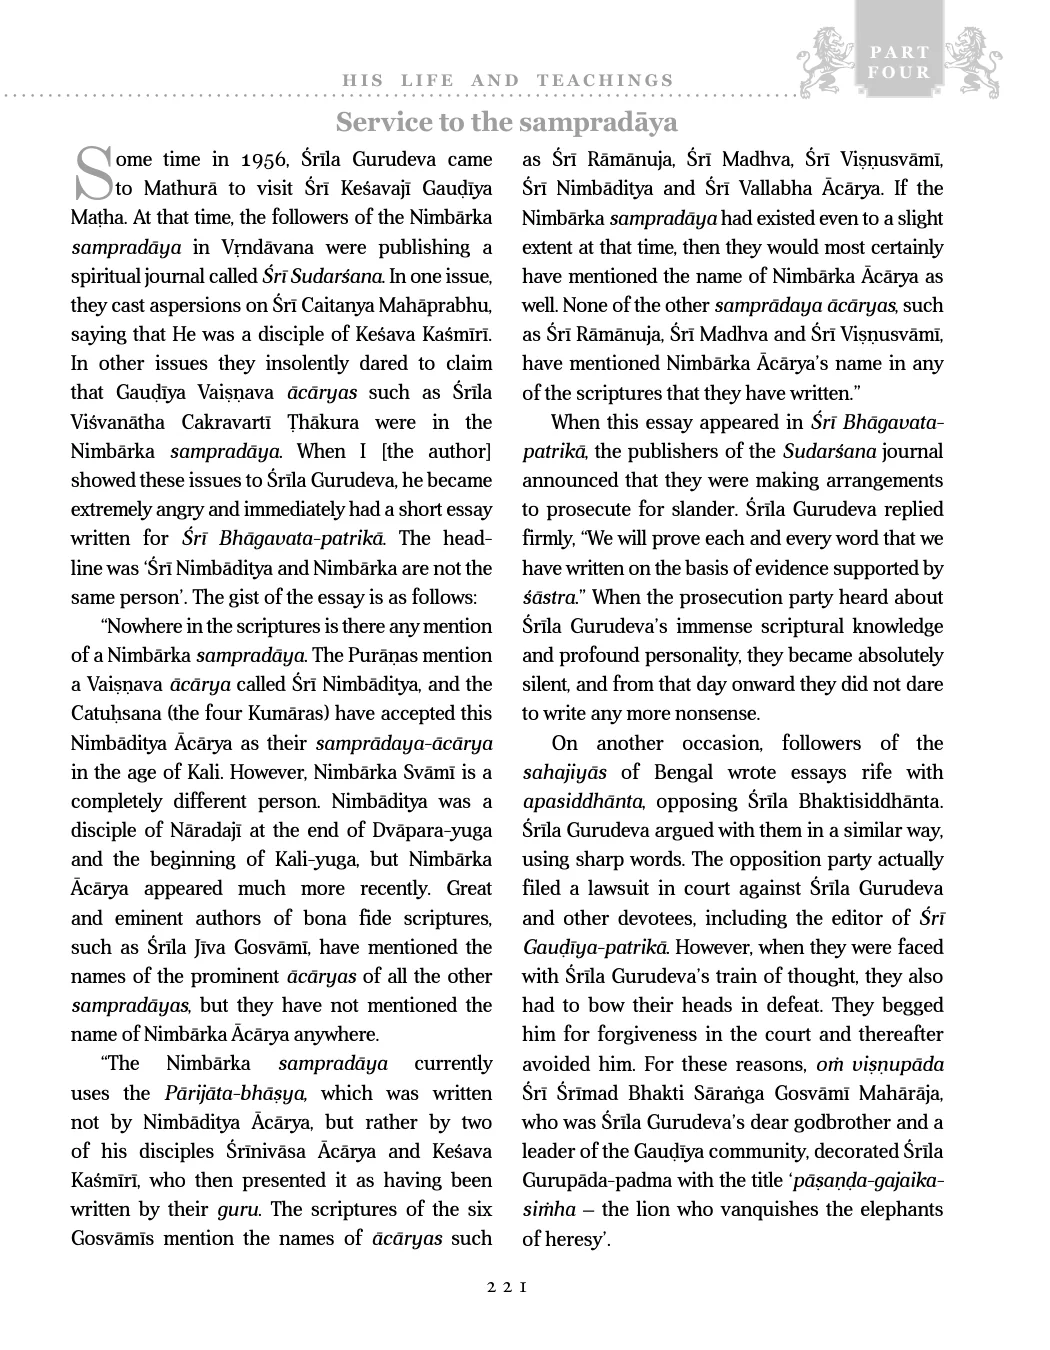 PART
FOUR
HIS LIFE AND TEACHINGS
Service to the sampradāya
Some time in 1956, Śrīla Gurudeva came
to Mathurā to visit Śrī Keśavajī Gauḍīya
Maṭha. At that time, the followers of the Nimbārka
sampradāya in Vṛndāvana were publishing a
spiritual journal called Śrī Sudarśana. In one issue,
they cast aspersions on Śrī Caitanya Mahāprabhu,
saying that He was a disciple of Keśava Kaśmīrī.
In other issues they insolently dared to claim
that Gauḍīya Vaiṣṇava ācāryas such as Śrīla
Viśvanātha Cakravartī Ṭhākura were in the
Nimbārka sampradāya. When I [the author]
showed these issues to Śrīla Gurudeva, he became
extremely angry and immediately had a short essay
written for Śrī Bhāgavata-patrikā. The head-
line was ‘Śrī Nimbāditya and Nimbārka are not the
same person’. The gist of the essay is as follows:
“Nowhere in the scriptures is there any mention
of a Nimbārka sampradāya. The Purāṇas mention
a Vaiṣṇava ācārya called Śrī Nimbāditya, and the
Catuḥsana (the four Kumāras) have accepted this
Nimbāditya Ācārya as their samprādaya-ācārya
in the age of Kali. However, Nimbārka Svāmī is a
completely different person. Nimbāditya was a
disciple of Nāradajī at the end of Dvāpara-yuga
and the beginning of Kali-yuga, but Nimbārka
Ācārya appeared much more recently. Great
and eminent authors of bona fide scriptures,
such as Śrīla Jīva Gosvāmī, have mentioned the
names of the prominent ācāryas of all the other
sampradāyas, but they have not mentioned the
name of Nimbārka Ācārya anywhere.
“The Nimbārka sampradāya currently
uses the Pārijāta-bhāṣya, which was written
not by Nimbāditya Ācārya, but rather by two
of his disciples Śrīnivāsa Ācārya and Keśava
Kaśmīrī, who then presented it as having been
written by their guru. The scriptures of the six
Gosvāmīs mention the names of ācāryas such
as Śrī Rāmānuja, Śrī Madhva, Śrī Viṣṇusvāmī,
Śrī Nimbāditya and Śrī Vallabha Ācārya. If the
Nimbārka sampradāya had existed even to a slight
extent at that time, then they would most certainly
have mentioned the name of Nimbārka Ācārya as
well. None of the other samprādaya ācāryas, such
as Śrī Rāmānuja, Śrī Madhva and Śrī Viṣṇusvāmī,
have mentioned Nimbārka Ācārya’s name in any
of the scriptures that they have written.”
When this essay appeared in Śrī Bhāgavata-
patrikā, the publishers of the Sudarśana journal
announced that they were making arrangements
to prosecute for slander. Śrīla Gurudeva replied
firmly, “We will prove each and every word that we
have written on the basis of evidence supported by
śāstra.” When the prosecution party heard about
Śrīla Gurudeva’s immense scriptural knowledge
and profound personality, they became absolutely
silent, and from that day onward they did not dare
to write any more nonsense.
On another occasion, followers of the
sahajiyās of Bengal wrote essays rife with
apasiddhānta, opposing Śrīla Bhaktisiddhānta.
Śrīla Gurudeva argued with them in a similar way,
using sharp words. The opposition party actually
filed a lawsuit in court against Śrīla Gurudeva
and other devotees, including the editor of Śrī
Gauḍīya-patrikā. However, when they were faced
with Śrīla Gurudeva’s train of thought, they also
had to bow their heads in defeat. They begged
him for forgiveness in the court and thereafter
avoided him. For these reasons, oṁ viṣṇupāda
Śrī Śrīmad Bhakti Sāraṅga Gosvāmī Mahārāja,
who was Śrīla Gurudeva’s dear godbrother and a
leader of the Gauḍīya community, decorated Śrīla
Gurupāda-padma with the title ‘pāṣaṇḍa-gajaika-
siṁha – the lion who vanquishes the elephants
of heresy’.
221